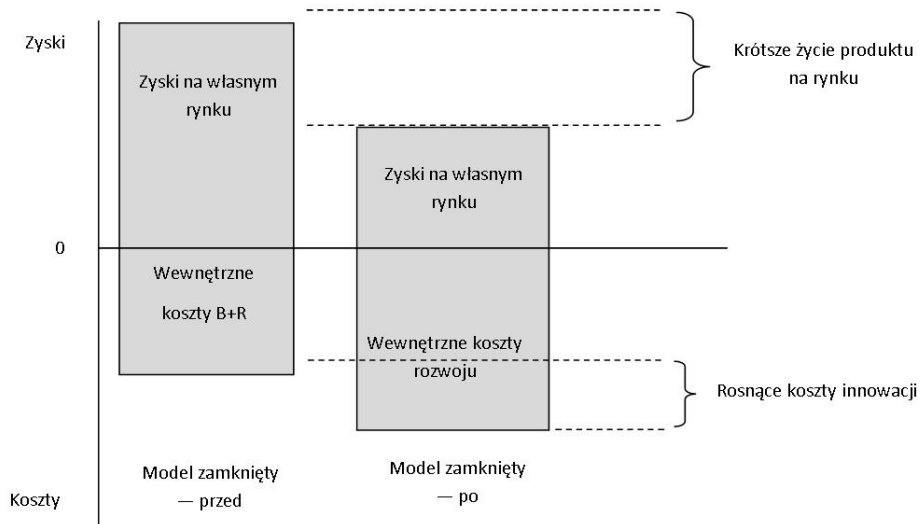 Zyski
Zyski na własnym
rynku
Krótsze życie produktu
na rynku
Zyski na własnym
rynku
0
Wewnętrzne
koszty B+R
Wewnętrzne koszty
rozwoju
Rosnące koszty innowacji
Model zamknięty
— przed
Model zamknięty
— po
Koszty